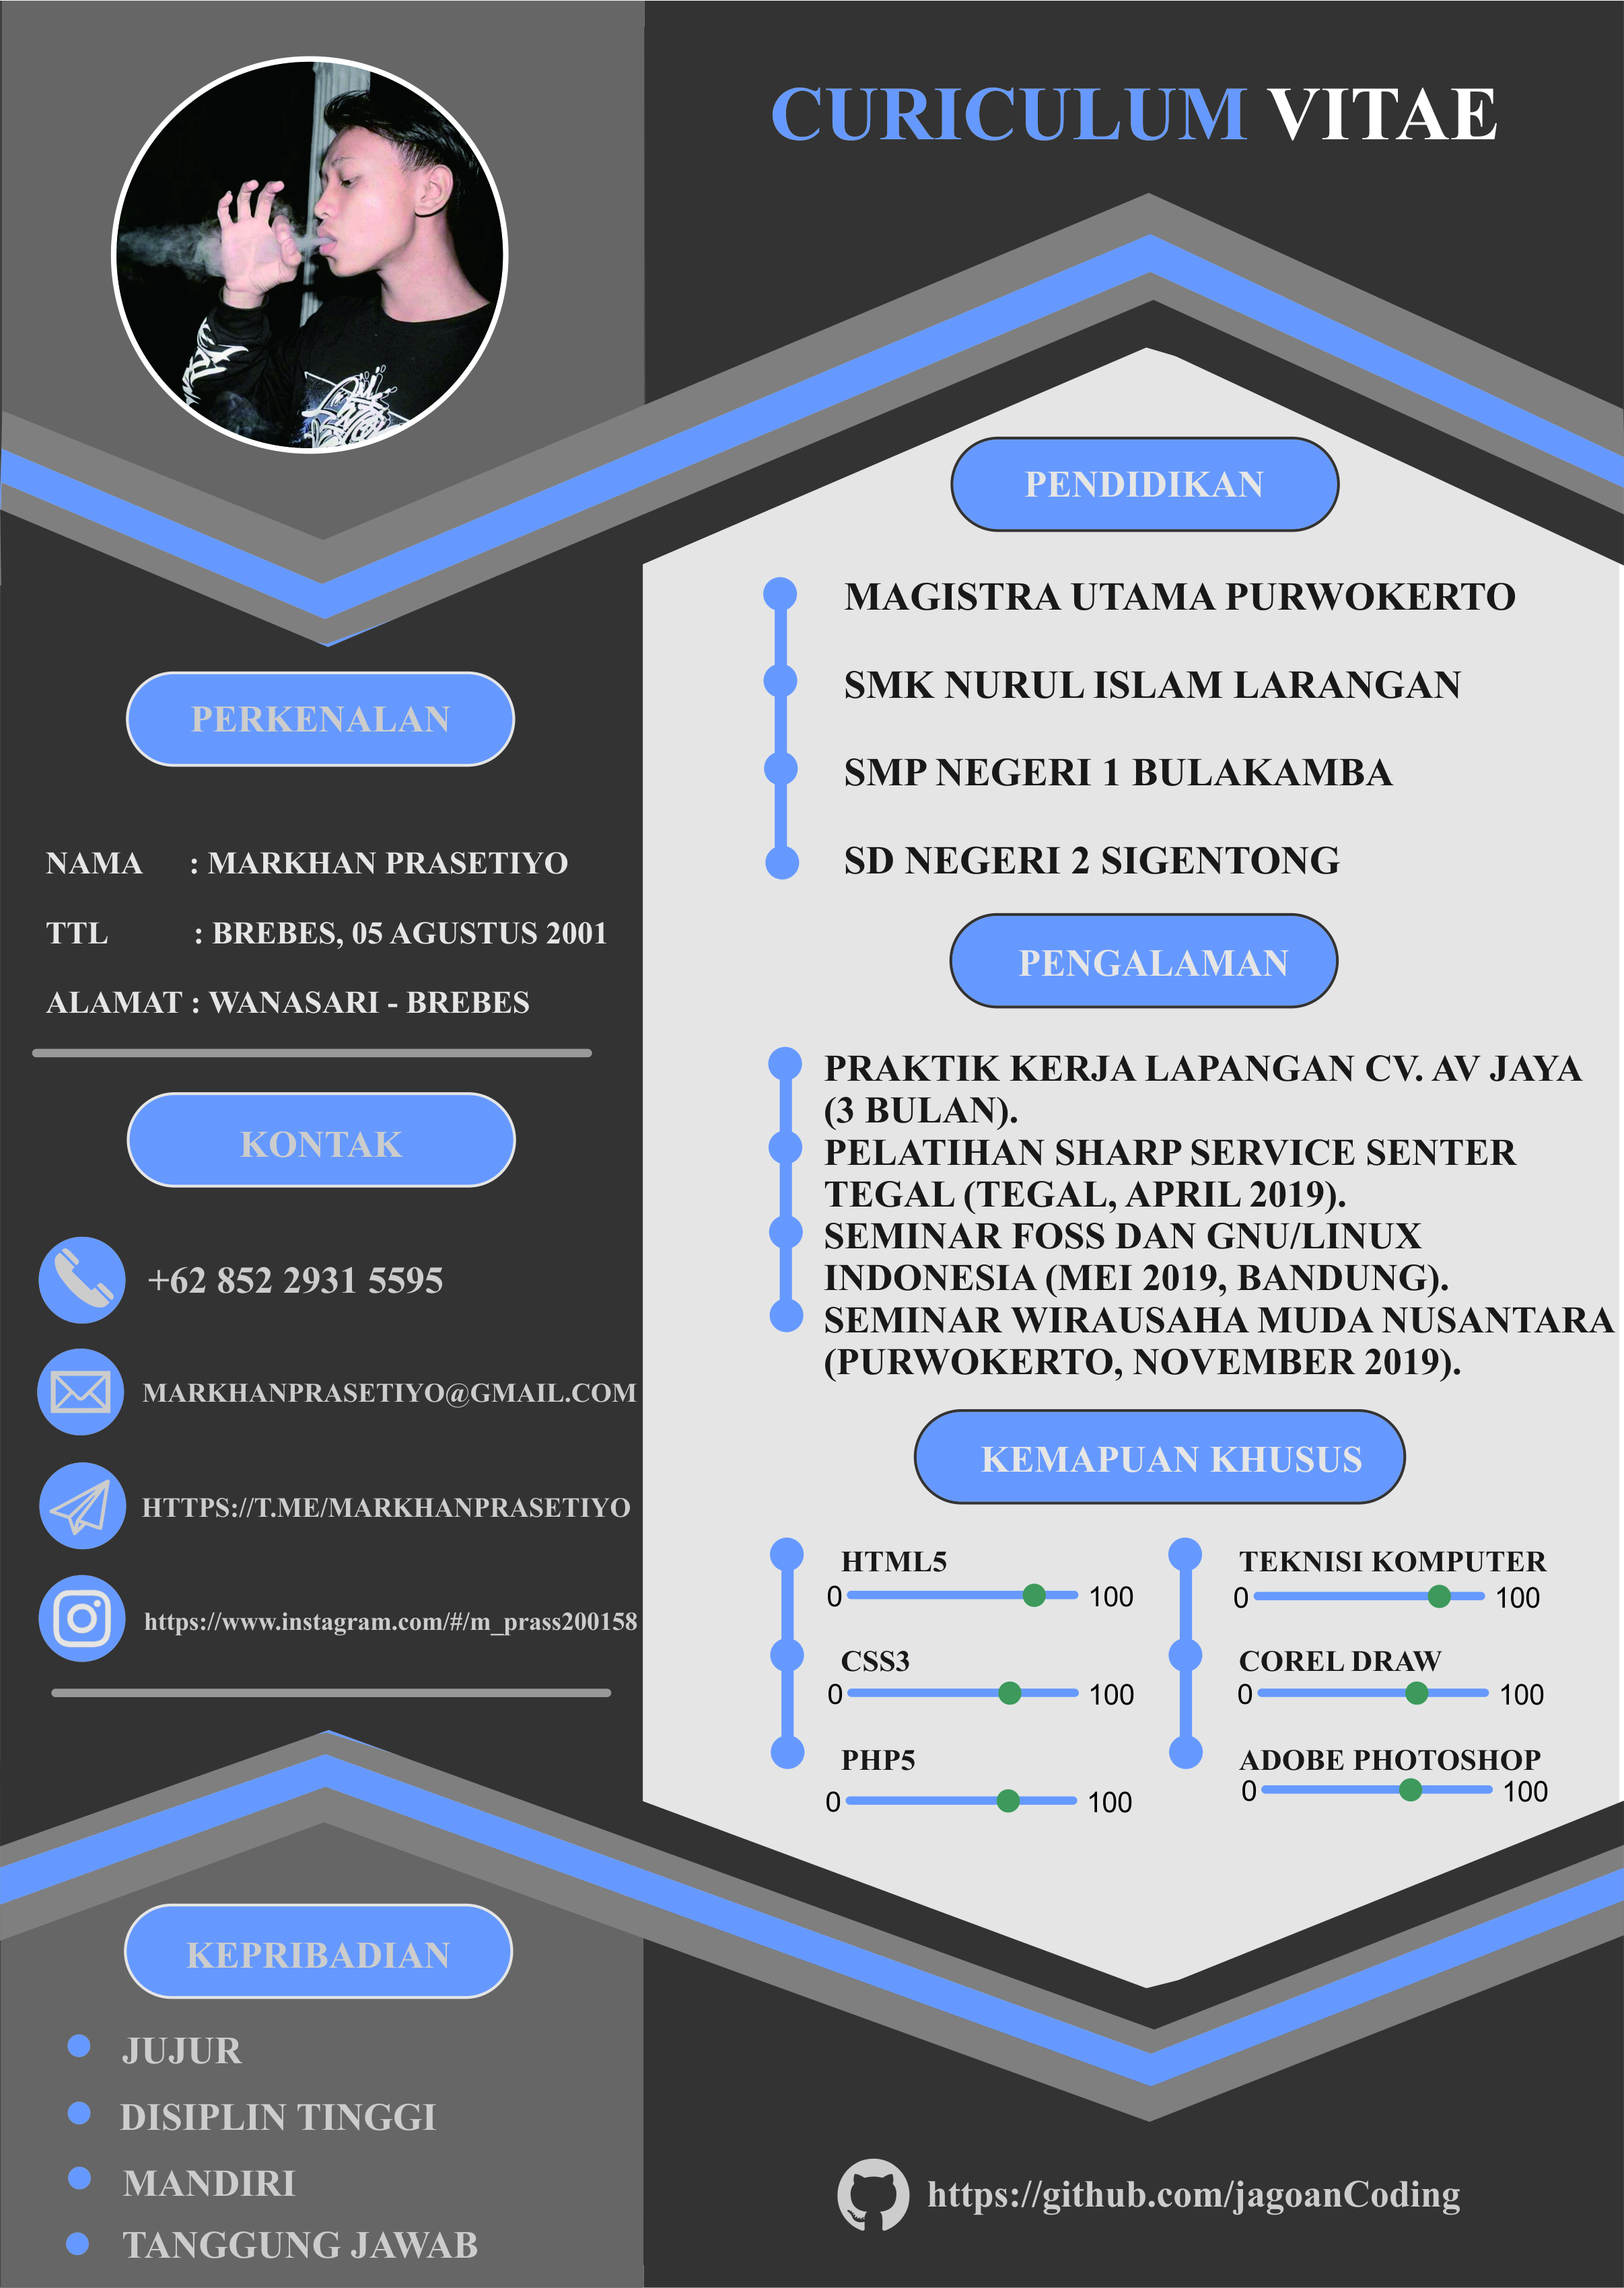 CURICULUM VITAE
PERKENALAN
NAMA : MARKHAN PRASETIYO
TTL : BREBES, 05 AGUSTUS 2001
ALAMAT : WANASARI - BREBES
KONTAK
+62 852 2931 5595
MARKHANPRASETIYO@GMAIL.COM
HTTPS://T.ME/MARKHANPRASETIYO
https://www.instagram.com/#/m_prass200158
KEPRIBADIAN
JUJUR
DISIPLIN TINGGI
MANDIRI
TANGGUNG JAWAB
PENDIDIKAN
MAGISTRA UTAMA PURWOKERTO
SMK NURUL ISLAM LARANGAN
SMP NEGERI 1 BULAKAMBA
SD NEGERI 2 SIGENTONG
PENGALAMAN
PRAKTIK KERJA LAPANGAN CV. AV JAYA
(3 BULAN).
PELATIHAN SHARP SERVICE SENTER
TEGAL (TEGAL, APRIL 2019).
SEMINAR FOSS DAN GNU/LINUX
INDONESIA (MEI 2019, BANDUNG).
SEMINAR WIRAUSAHA MUDA NUSANTARA
(PURWOKERTO, NOVEMBER 2019).
KEMAPUAN KHUSUS
HTML5
0 100
CSS3
0 100
PHP5
0 100
TEKNISI KOMPUTER
0 100
COREL DRAW
0 100
ADOBE PHOTOSHOP
0 100
https://github.com/jagoanCoding